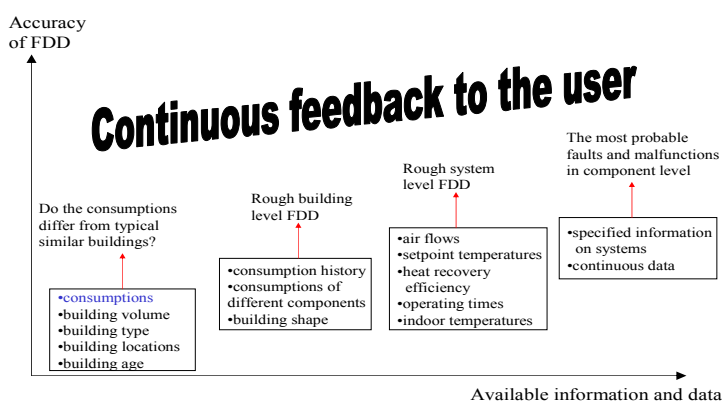 Accuracy
of FDD
Continuous feedback to the user
Do the consumptions
differ from typical
similar buildings?
•consumptions
•building volume
•building type
•building locations
•building age
Rough building
level FDD
•consumption history
•consumptions of
different components
•building shape
Rough system
level FDD
•air flows
•setpoint temperatures
•heat recovery
efficiency
•operating times
•indoor temperatures
The most probable
faults and malfunctions
in component level
•specified information
on systems
•continuous data
Available information and data